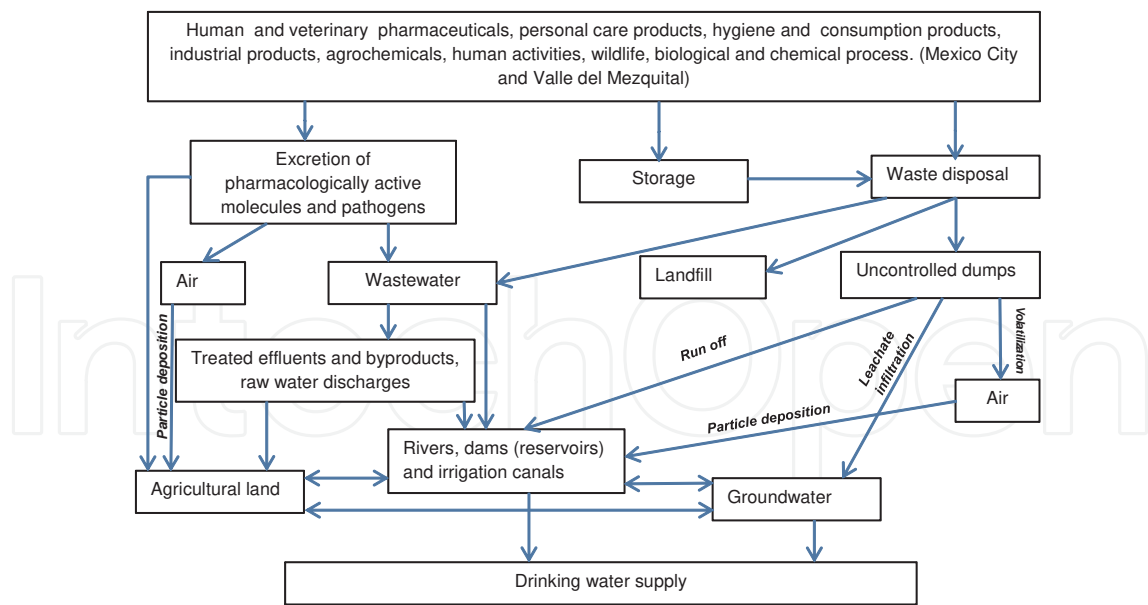 Human and veterinary pharmaceuticals, personal care products, hygiene and consumption products,
industrial products, agrochemicals, human activities, wildlife, biological and chemical process. (Mexico City
and Valle del Mezquital)
Excretion of
pharmacologically active
molecules and pathogens
Storage
Waste disposal
Air
Wastewater
Landfill
Uncontrolled dumps
Particle deposition
Treated effluents and byproducts,
raw water discharges
Run off
Leachate
infiltration
Volatilization
Air
Particle deposition
Rivers, dams (reservoirs)
and irrigation canals
Agricultural land
Groundwater
Drinking water supply
IntechOpen